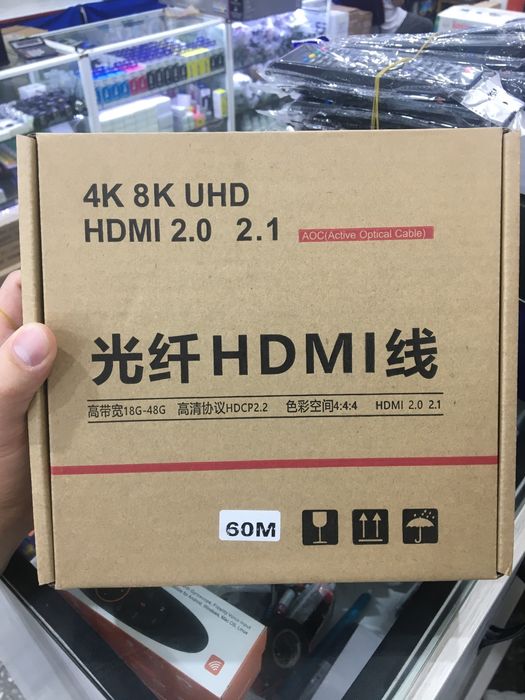 4K 8K UHD
HDMI 2.0 2.1 AOC(Active Optical Cable)
光纤HDMI线
高带宽18G-48G 高清协议HDCP2.2 色彩空间4:4:4 HDMI 2.0 2.1
60M